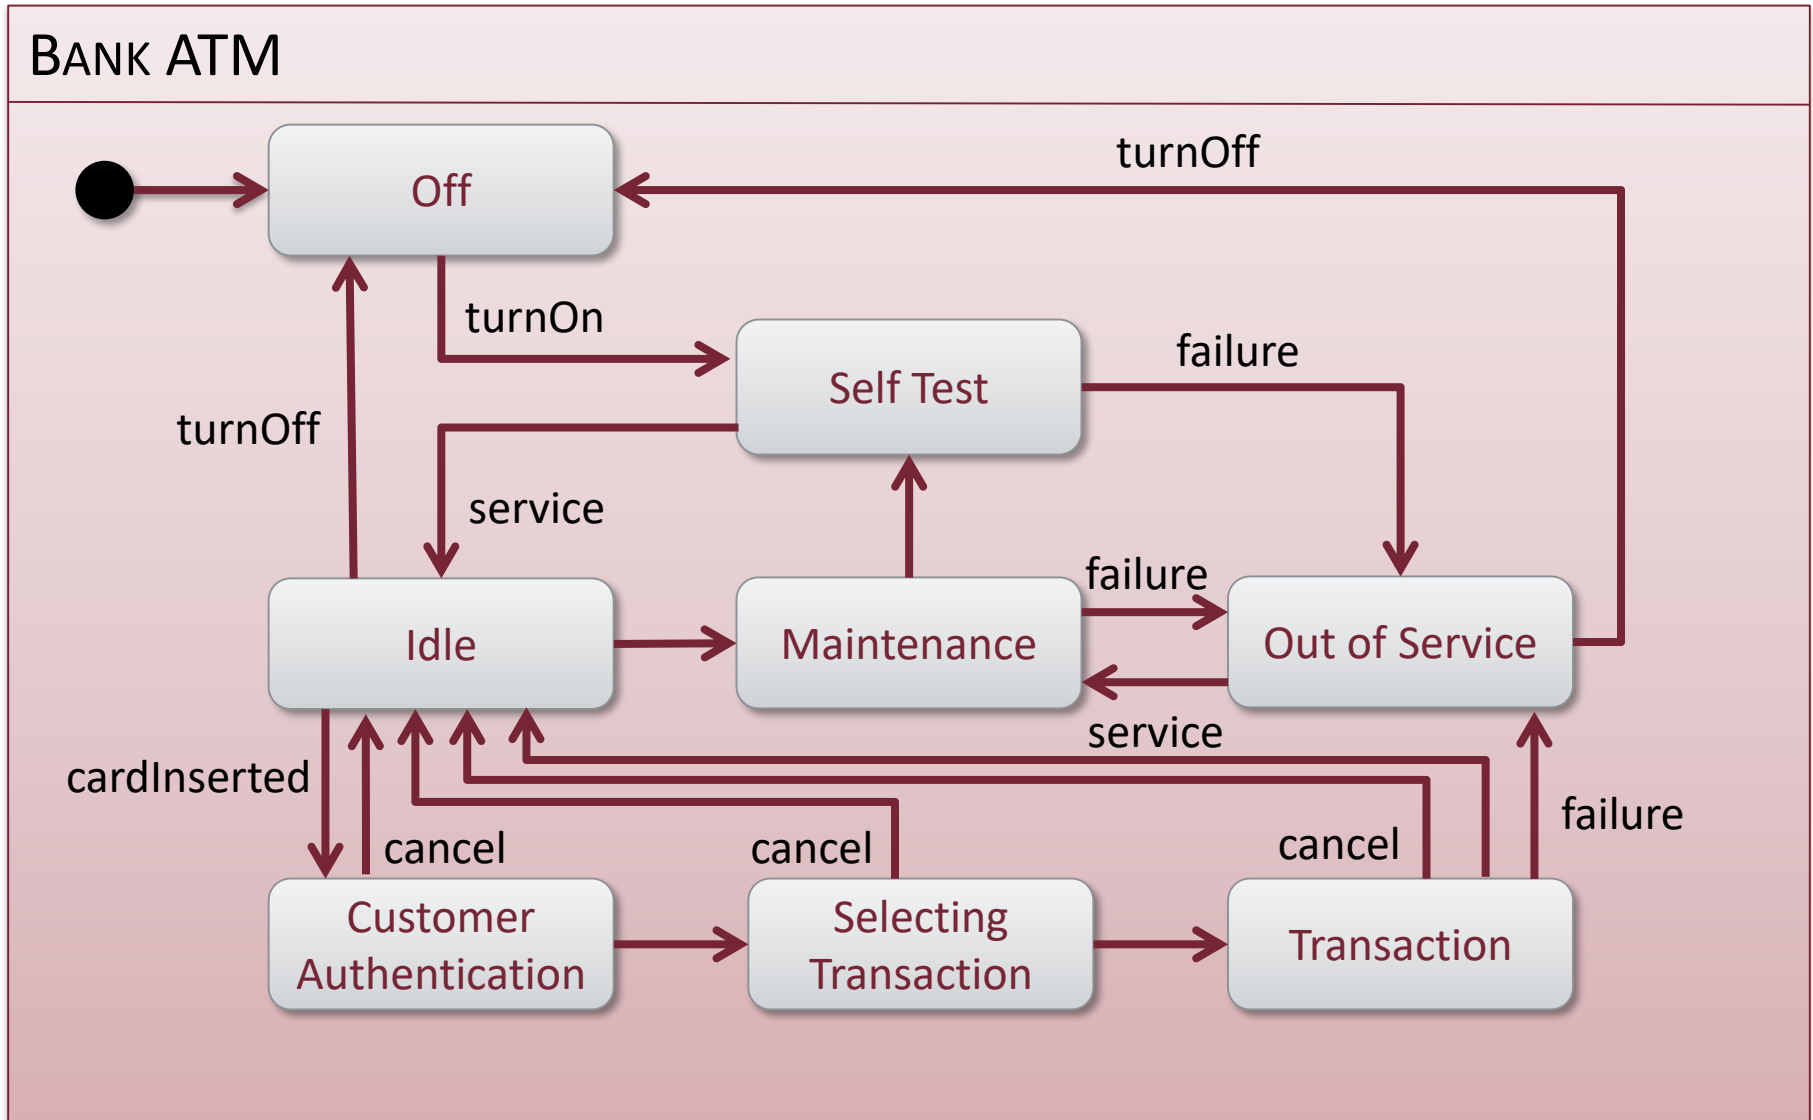 BANK ATM
turnOff
Off
turnOn
failure
Self Test
turnOff
service
failure
Idle
Maintenance
Out of Service
service
cardInserted
failure
cancel
cancel
cancel
Customer
Authentication
Selecting
Transaction
Transaction